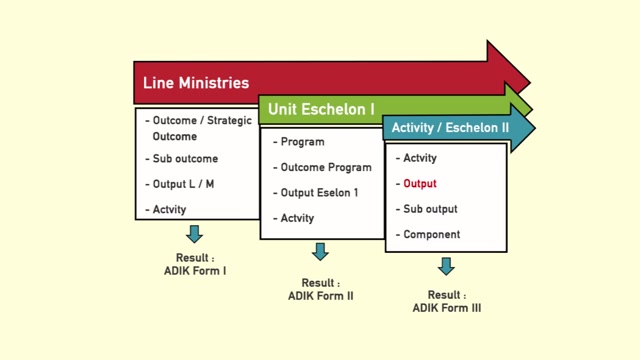 Line Ministries
- Outcome / Strategic
Outcome
- Sub outcome
- Output L / M
- Actvity
Result :
ADIK Form I
Unit Eschelon I
- Program
- Outcome Program
- Output Eselon 1
- Actvity
Result :
ADIK Form II
Activity / Eschelon II
- Actvity
- Output
- Sub output
- Component
Result :
ADIK Form III